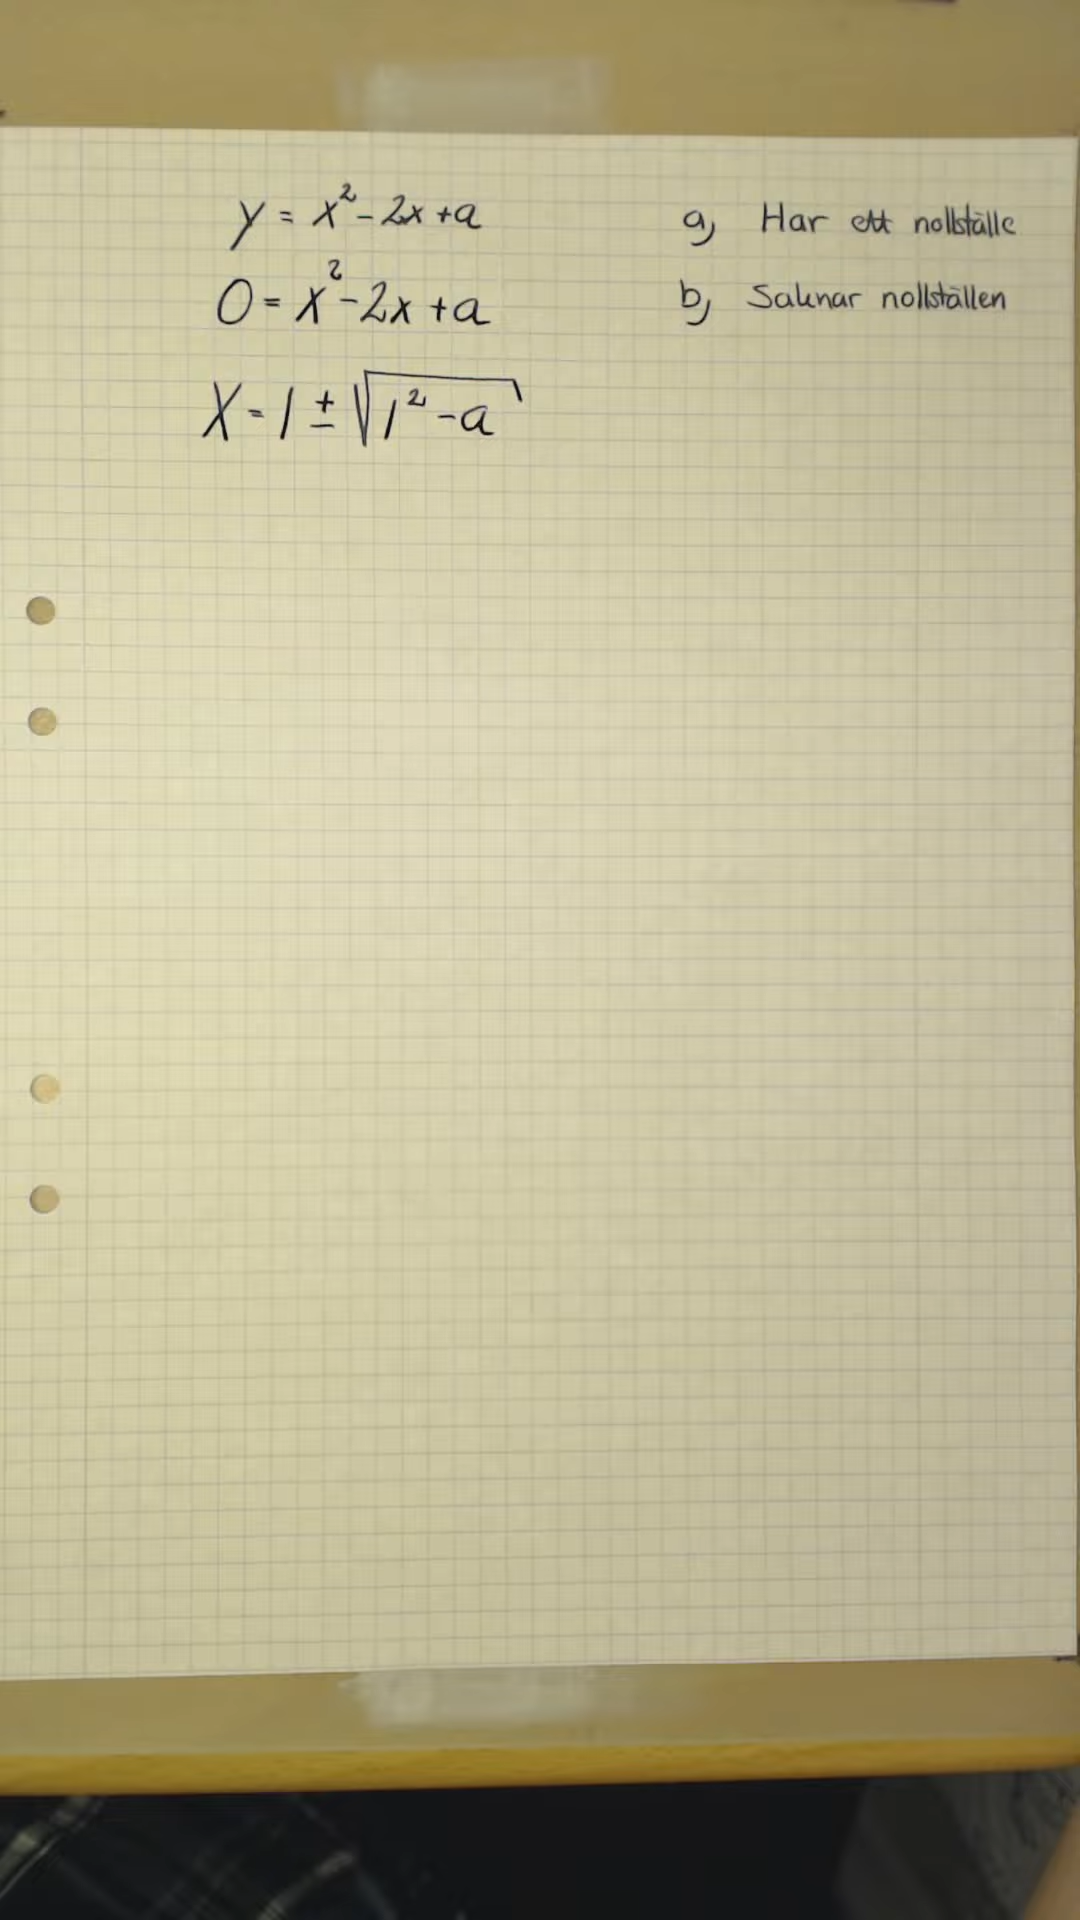 y = x² - 2x + a
0 = x² - 2x + a
x = 1 ± √(1² - a)
a) Har ett nollställe
b) Saknar nollställen